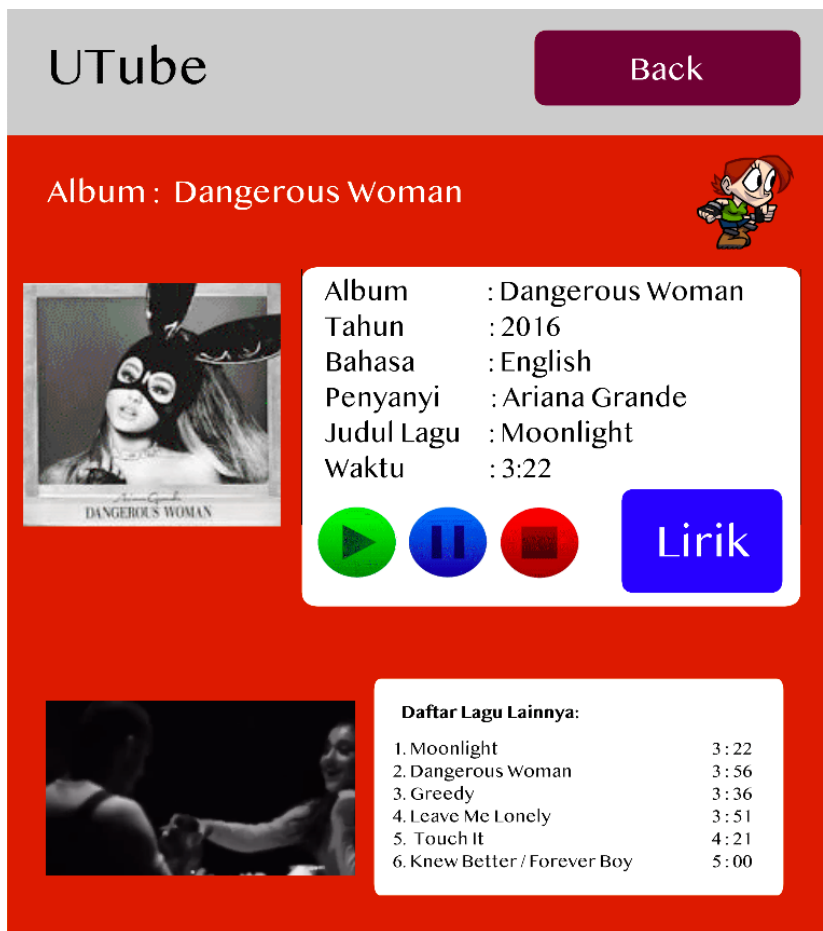 UTube
Back
Album : Dangerous Woman
Album : Dangerous Woman
Tahun : 2016
Bahasa : English
Penyanyi : Ariana Grande
Judul Lagu : Moonlight
Waktu : 3:22
Lirik
Ariana Grande
DANGEROUS WOMAN
Daftar Lagu Lainnya:
1. Moonlight 3 : 22
2. Dangerous Woman 3 : 56
3. Greedy 3 : 36
4. Leave Me Lonely 3 : 51
5. Touch It 4 : 21
6. Knew Better / Forever Boy 5 : 00